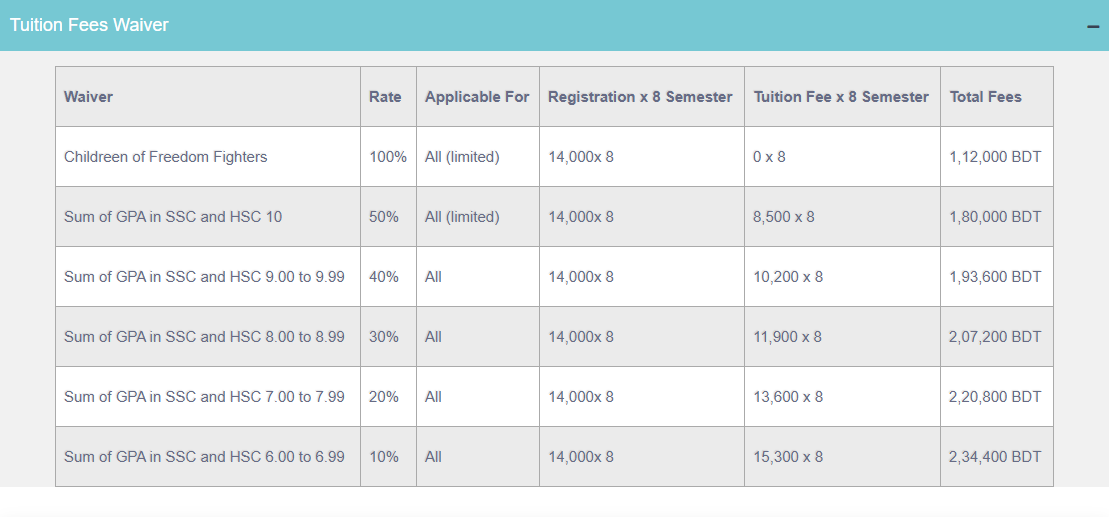 Tuition Fees Waiver
Waiver Rate Applicable For Registration x 8 Semester Tuition Fee x 8 Semester Total Fees
Childreen of Freedom Fighters 100% All (limited) 14,000x 8 0 x 8 1,12,000 BDT
Sum of GPA in SSC and HSC 10 50% All (limited) 14,000x 8 8,500 x 8 1,80,000 BDT
Sum of GPA in SSC and HSC 9.00 to 9.99 40% All 14,000x 8 10,200 x 8 1,93,600 BDT
Sum of GPA in SSC and HSC 8.00 to 8.99 30% All 14,000x 8 11,900 x 8 2,07,200 BDT
Sum of GPA in SSC and HSC 7.00 to 7.99 20% All 14,000x 8 13,600 x 8 2,20,800 BDT
Sum of GPA in SSC and HSC 6.00 to 6.99 10% All 14,000x 8 15,300 x 8 2,34,400 BDT